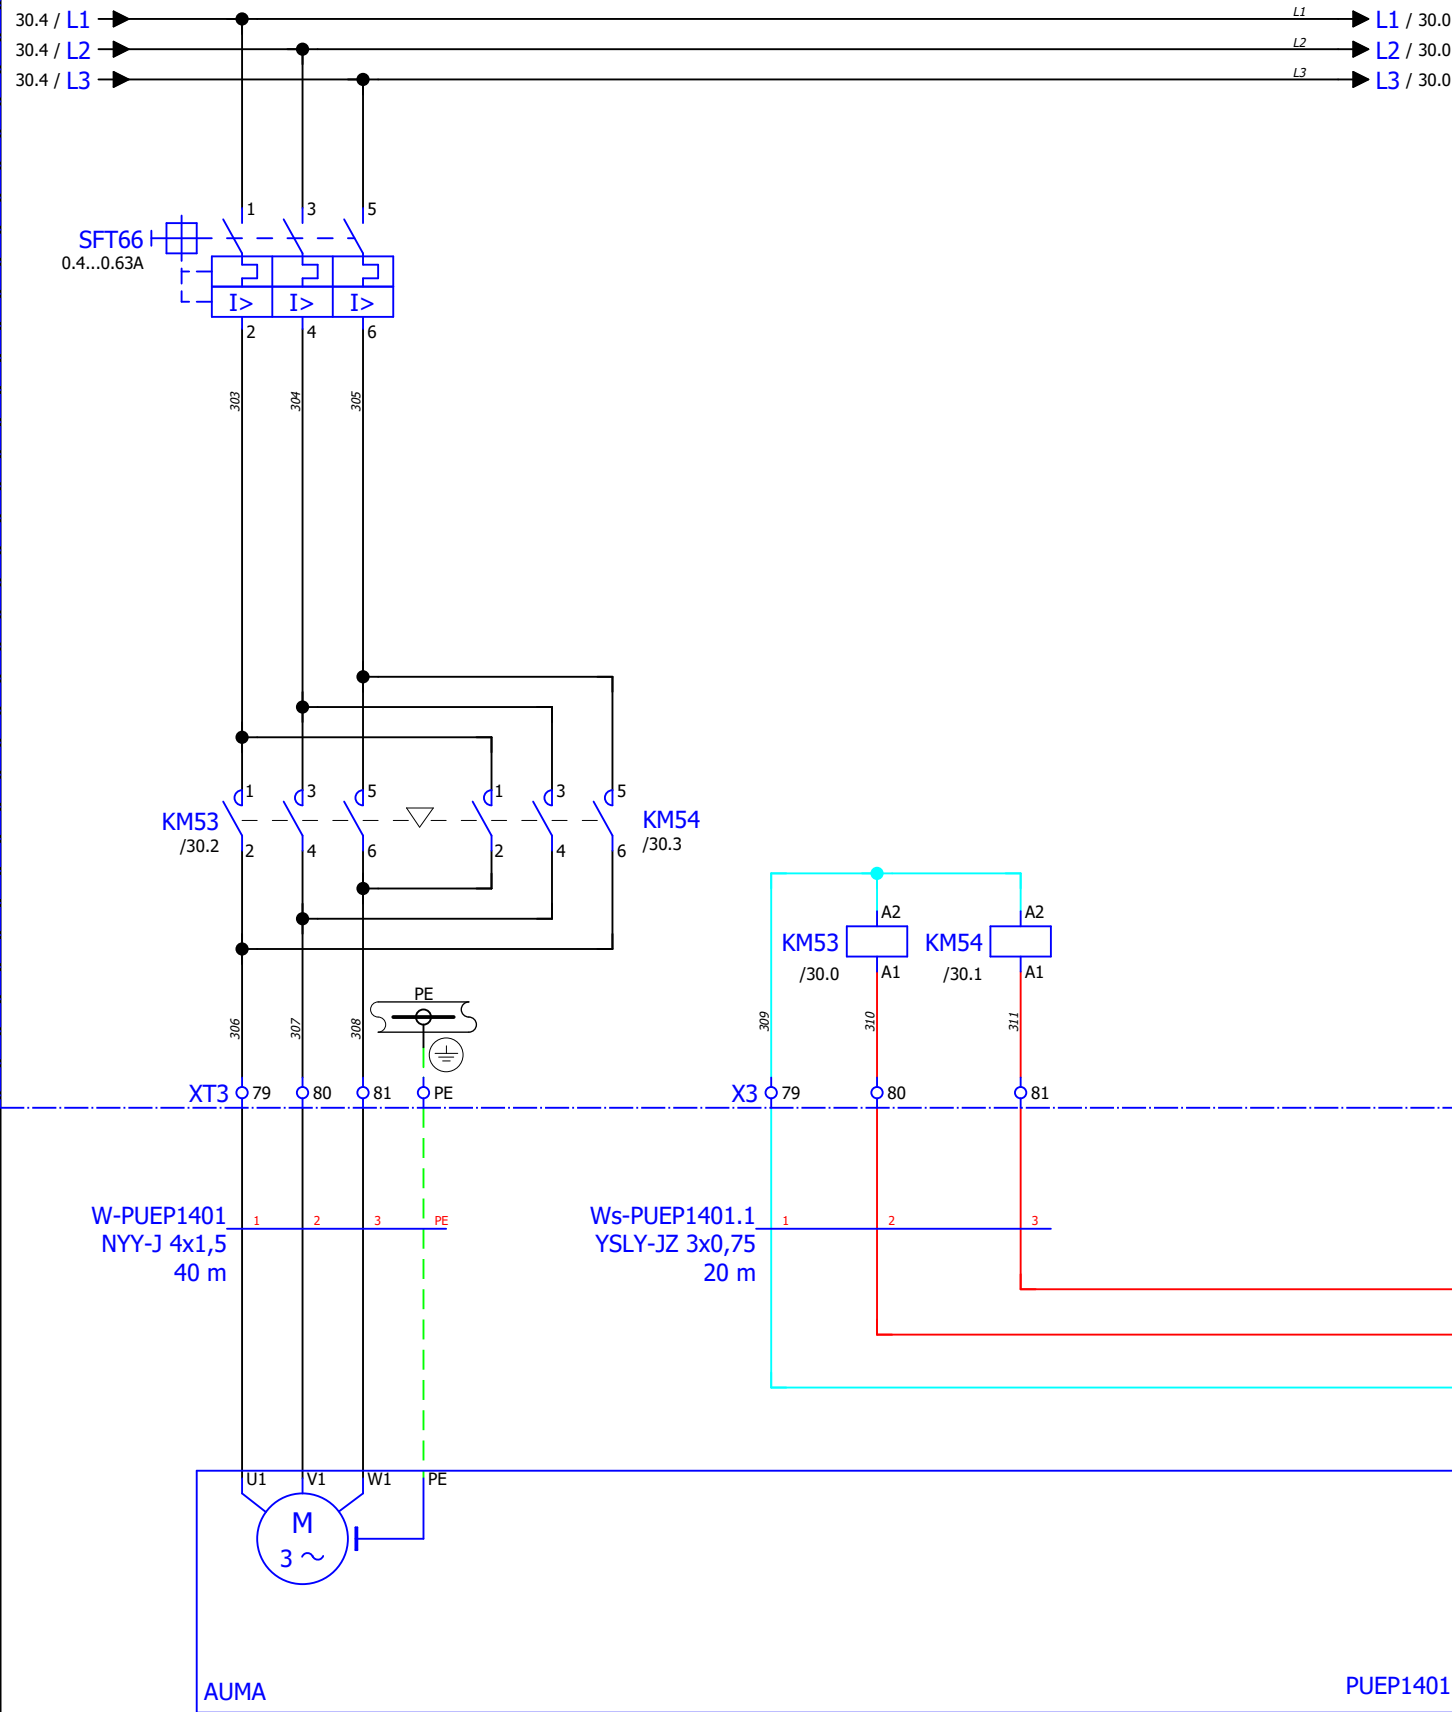 30.4 / L1
L1
L1 / 30.0
30.4 / L2
L2
L2 / 30.0
30.4 / L3
L3
L3 / 30.0
1 3 5
SFT66
0.4...0.63A
I> I> I>
2 4 6
303 304 305
1 3 5 1 3 5
KM53
/30.2
KM54
/30.3
2 4 6 2 4 6
A2 A2
KM53 KM54
/30.0 A1 /30.1 A1
PE
306 307 308 309 310 311
XT3 79 80 81 PE
X3 79 80 81
W-PUEP1401 1 2 3 PE
NYY-J 4x1,5
40 m
Ws-PUEP1401.1 1 2 3
YSLY-JZ 3x0,75
20 m
U1 V1 W1 PE
M
3 ~
AUMA
PUEP1401